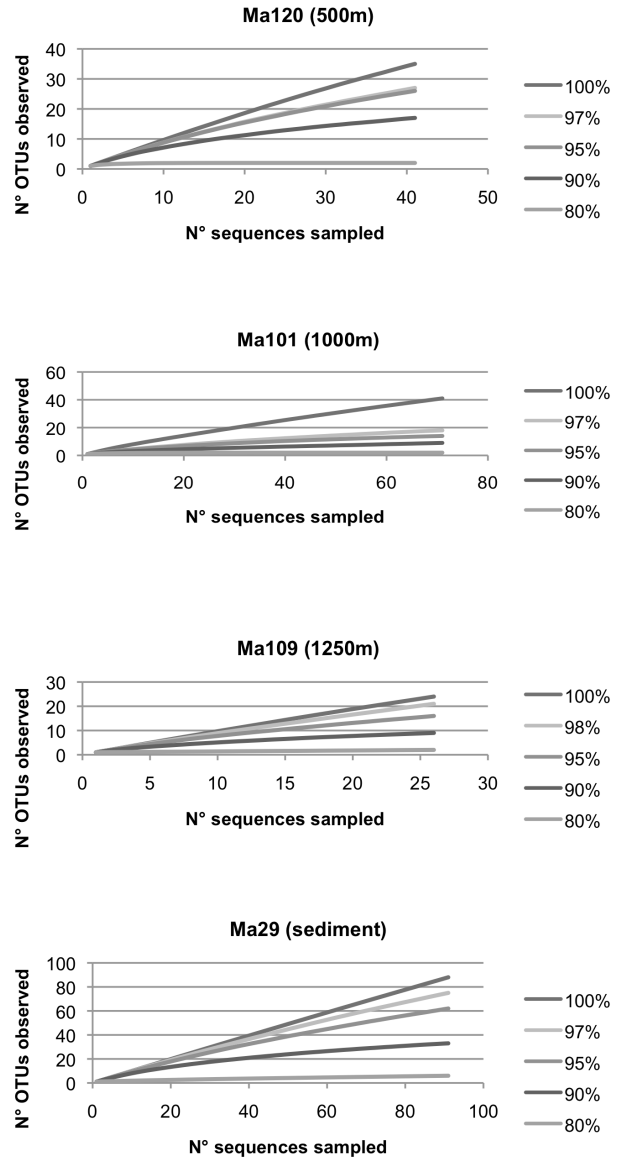 Ma120 (500m)
N° OTUs observed
40
30
20
10
0
0 10 20 30 40 50
N° sequences sampled
100%
97%
95%
90%
80%
Ma101 (1000m)
N° OTUs observed
60
40
20
0
0 20 40 60 80
N° sequences sampled
100%
97%
95%
90%
80%
Ma109 (1250m)
N° OTUs observed
30
20
10
0
0 5 10 15 20 25 30
N° sequences sampled
100%
98%
95%
90%
80%
Ma29 (sediment)
N° OTUs observed
100
80
60
40
20
0
0 20 40 60 80 100
N° sequences sampled
100%
97%
95%
90%
80%